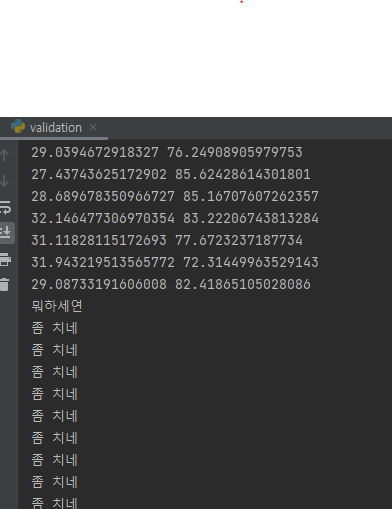 validation
29.0394672918327 76.24908905979753
27.43743625172902 85.62428614301801
28.689678350966727 85.16707607262357
32.146477306970354 83.22206743813284
31.11828115172693 77.6723237187734
31.943219513565772 72.31449963529143
29.08733191606008 82.41865105028086
뭐하세연
좀 치네
좀 치네
좀 치네
좀 치네
좀 치네
좀 치네
좀 치네
좀 치네
좀 치네